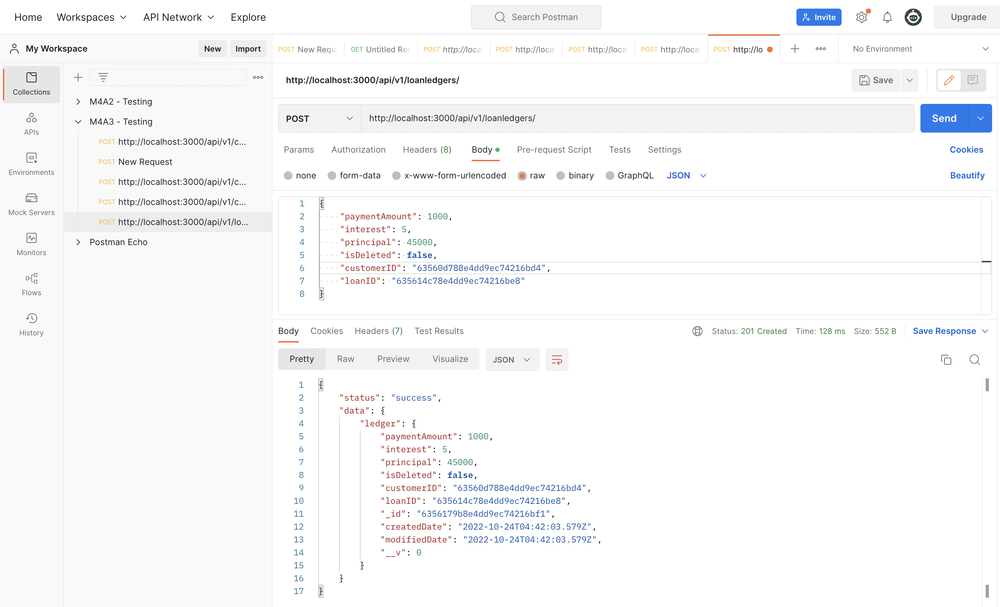 Home Workspaces API Network Explore Search Postman Invite Upgrade
My Workspace New Import
POST New Requ GET Untitled Rec POST http://local POST http://local POST http://local POST http://loca POST http://lo No Environment
Collections
APIs
Environments
Mock Servers
Monitors
Flows
History
M4A2 - Testing
M4A3 - Testing
POST http://localhost:3000/api/v1/c...
POST New Request
POST http://localhost:3000/api/v1/c...
POST http://localhost:3000/api/v1/c...
POST http://localhost:3000/api/v1/lo...
Postman Echo
http://localhost:3000/api/v1/loanledgers/ Save
POST http://localhost:3000/api/v1/loanledgers/ Send
Params Authorization Headers (8) Body Pre-request Script Tests Settings Cookies
none form-data x-www-form-urlencoded raw binary GraphQL JSON Beautify
1 {
2 "paymentAmount": 1000,
3 "interest": 5,
4 "principal": 45000,
5 "isDeleted": false,
6 "customerID": "63560d788e4dd9ec74216bd4",
7 "loanID": "635614c78e4dd9ec74216be8"
8 }
Body Cookies Headers (7) Test Results Status: 201 Created Time: 128 ms Size: 552 B Save Response
Pretty Raw Preview Visualize JSON
1 {
2 "status": "success",
3 "data": {
4 "ledger": {
5 "paymentAmount": 1000,
6 "interest": 5,
7 "principal": 45000,
8 "isDeleted": false,
9 "customerID": "63560d788e4dd9ec74216bd4",
10 "loanID": "635614c78e4dd9ec74216be8",
11 "_id": "6356179b8e4dd9ec74216bf1",
12 "createdDate": "2022-10-24T04:42:03.579Z",
13 "modifiedDate": "2022-10-24T04:42:03.579Z",
14 "__v": 0
15 }
16 }
17 }